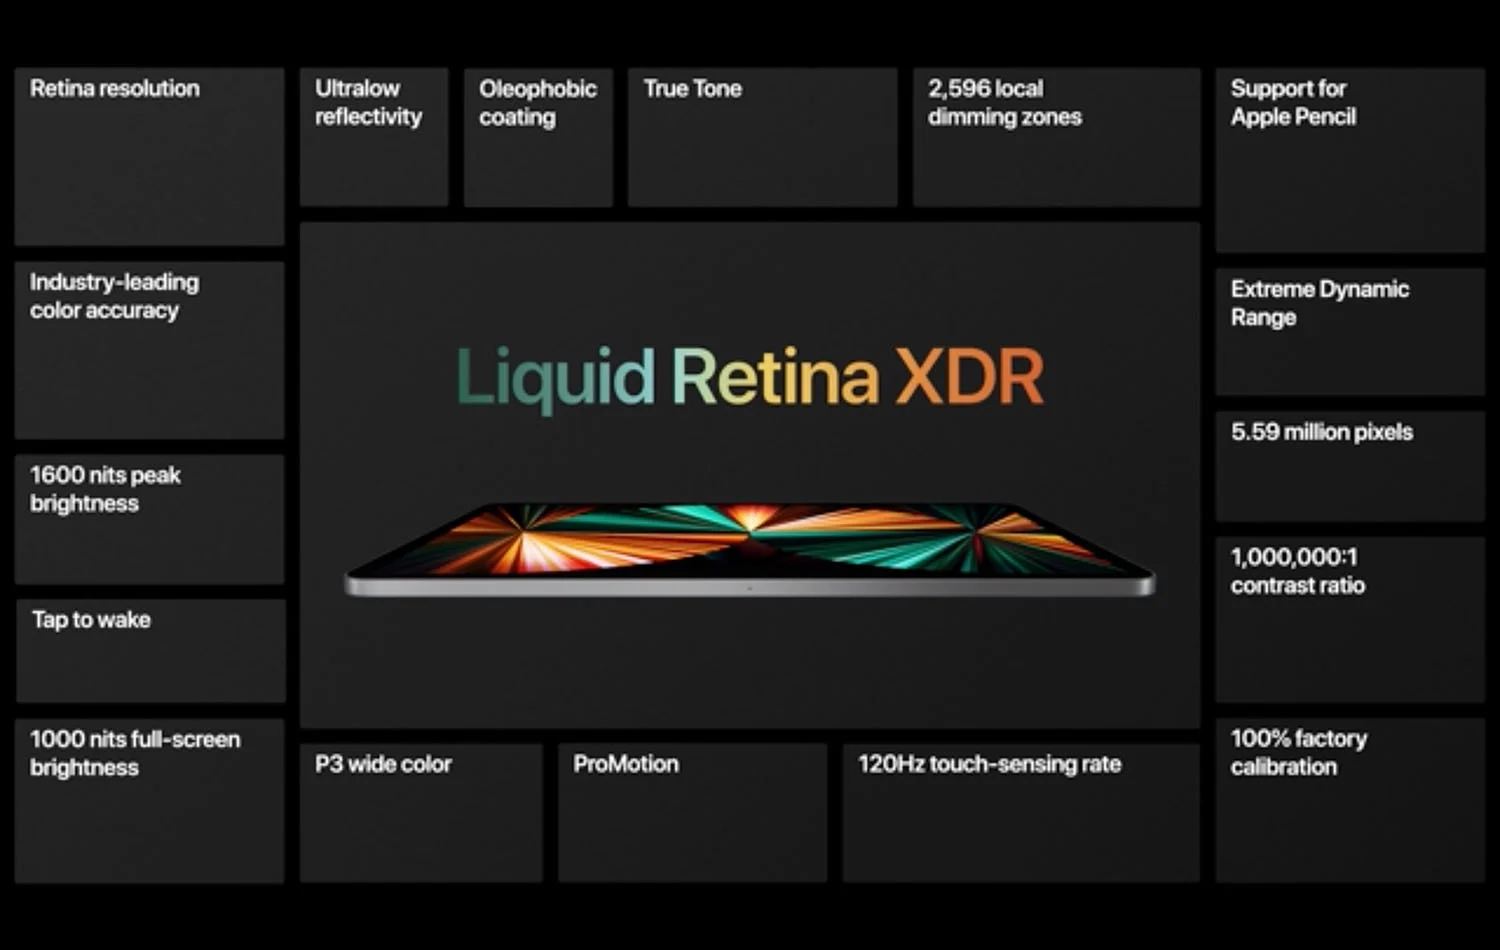 Retina resolution
Ultralow
reflectivity
Oleophobic
coating
True Tone
2,596 local
dimming zones
Support for
Apple Pencil
Industry-leading
color accuracy
Liquid Retina XDR
Extreme Dynamic
Range
1600 nits peak
brightness
5.59 million pixels
Tap to wake
1,000,000:1
contrast ratio
1000 nits full-screen
brightness
P3 wide color
ProMotion
120Hz touch-sensing rate
100% factory
calibration